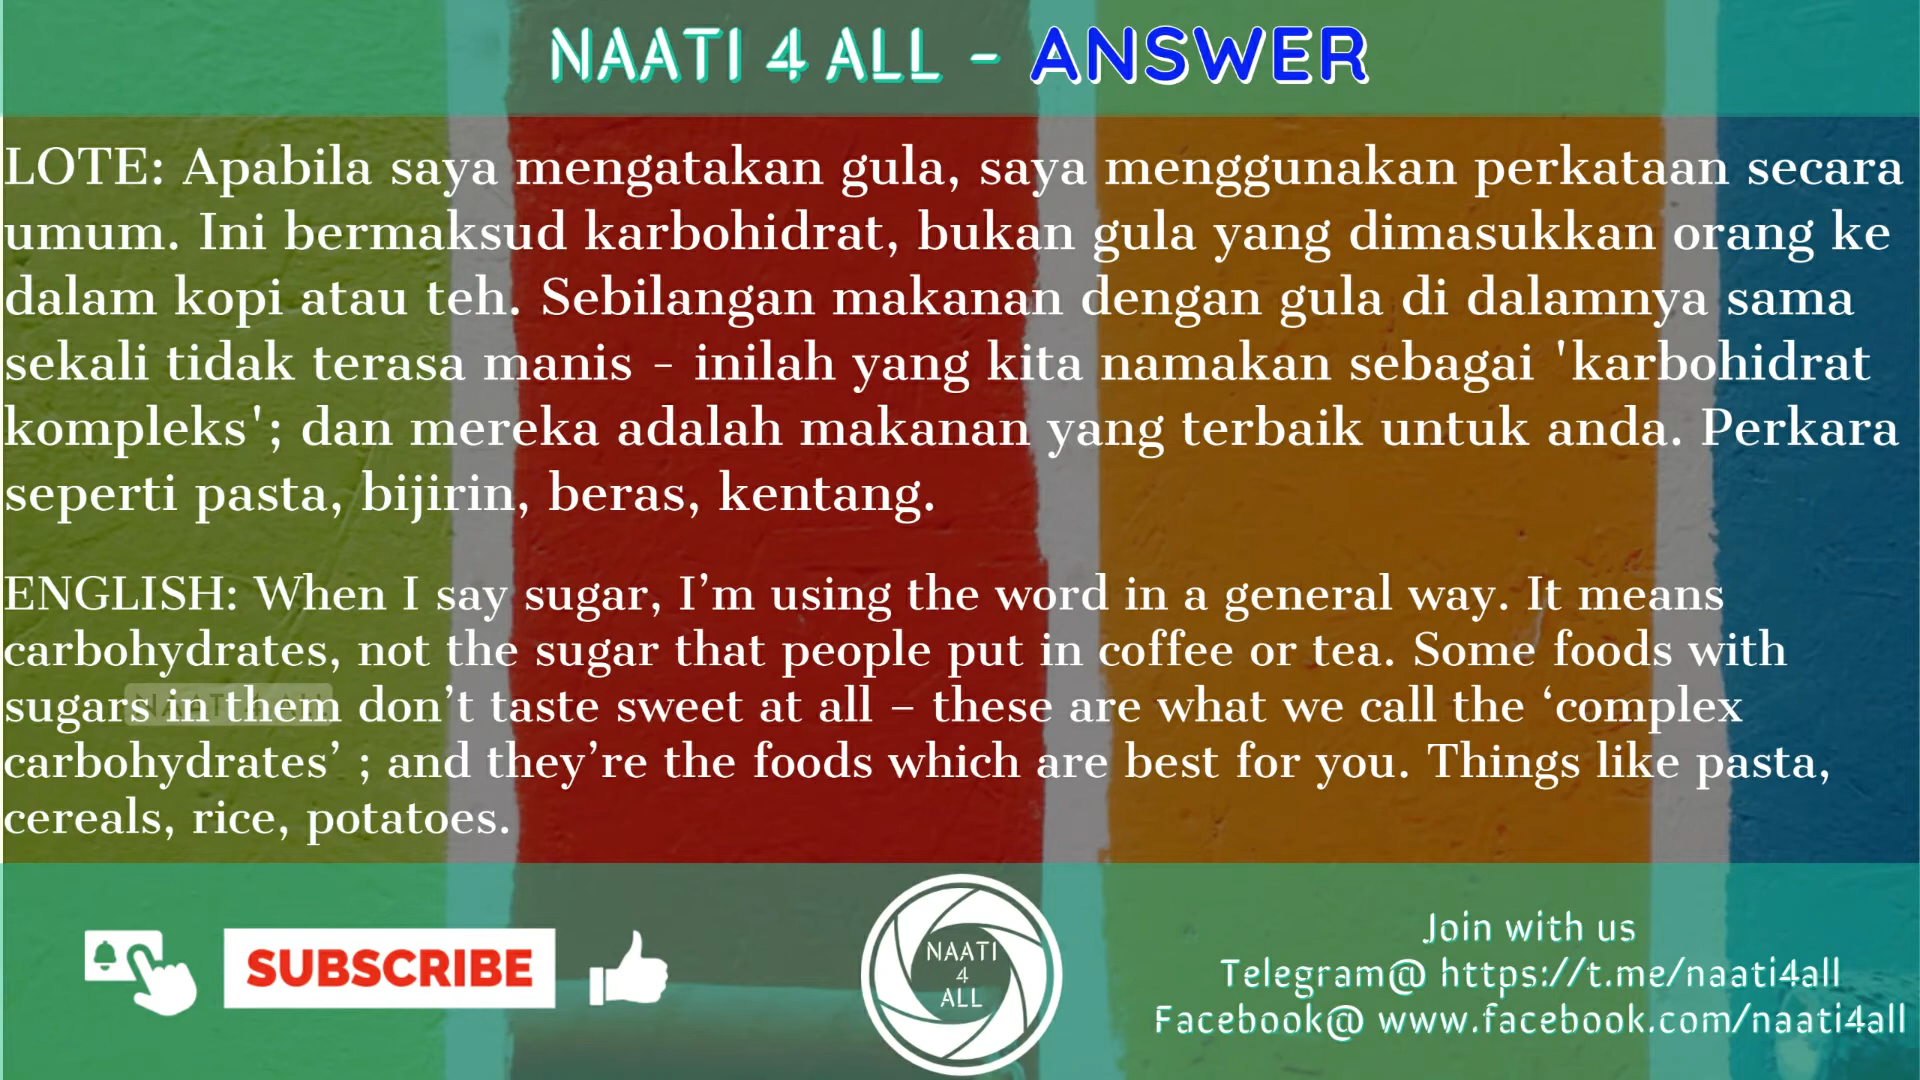 NAATI 4 ALL - ANSWER
LOTE: Apabila saya mengatakan gula, saya menggunakan perkataan secara
umum. Ini bermaksud karbohidrat, bukan gula yang dimasukkan orang ke
dalam kopi atau teh. Sebilangan makanan dengan gula di dalamnya sama
sekali tidak terasa manis - inilah yang kita namakan sebagai 'karbohidrat
kompleks'; dan mereka adalah makanan yang terbaik untuk anda. Perkara
seperti pasta, bijirin, beras, kentang.
ENGLISH: When I say sugar, I’m using the word in a general way. It means
carbohydrates, not the sugar that people put in coffee or tea. Some foods with
sugars in them don’t taste sweet at all – these are what we call the ‘complex
carbohydrates’ ; and they’re the foods which are best for you. Things like pasta,
cereals, rice, potatoes.
NAATI 4 ALL
SUBSCRIBE
NAATI
4
ALL
Join with us
Telegram@ https://t.me/naati4all
Facebook@ www.facebook.com/naati4all